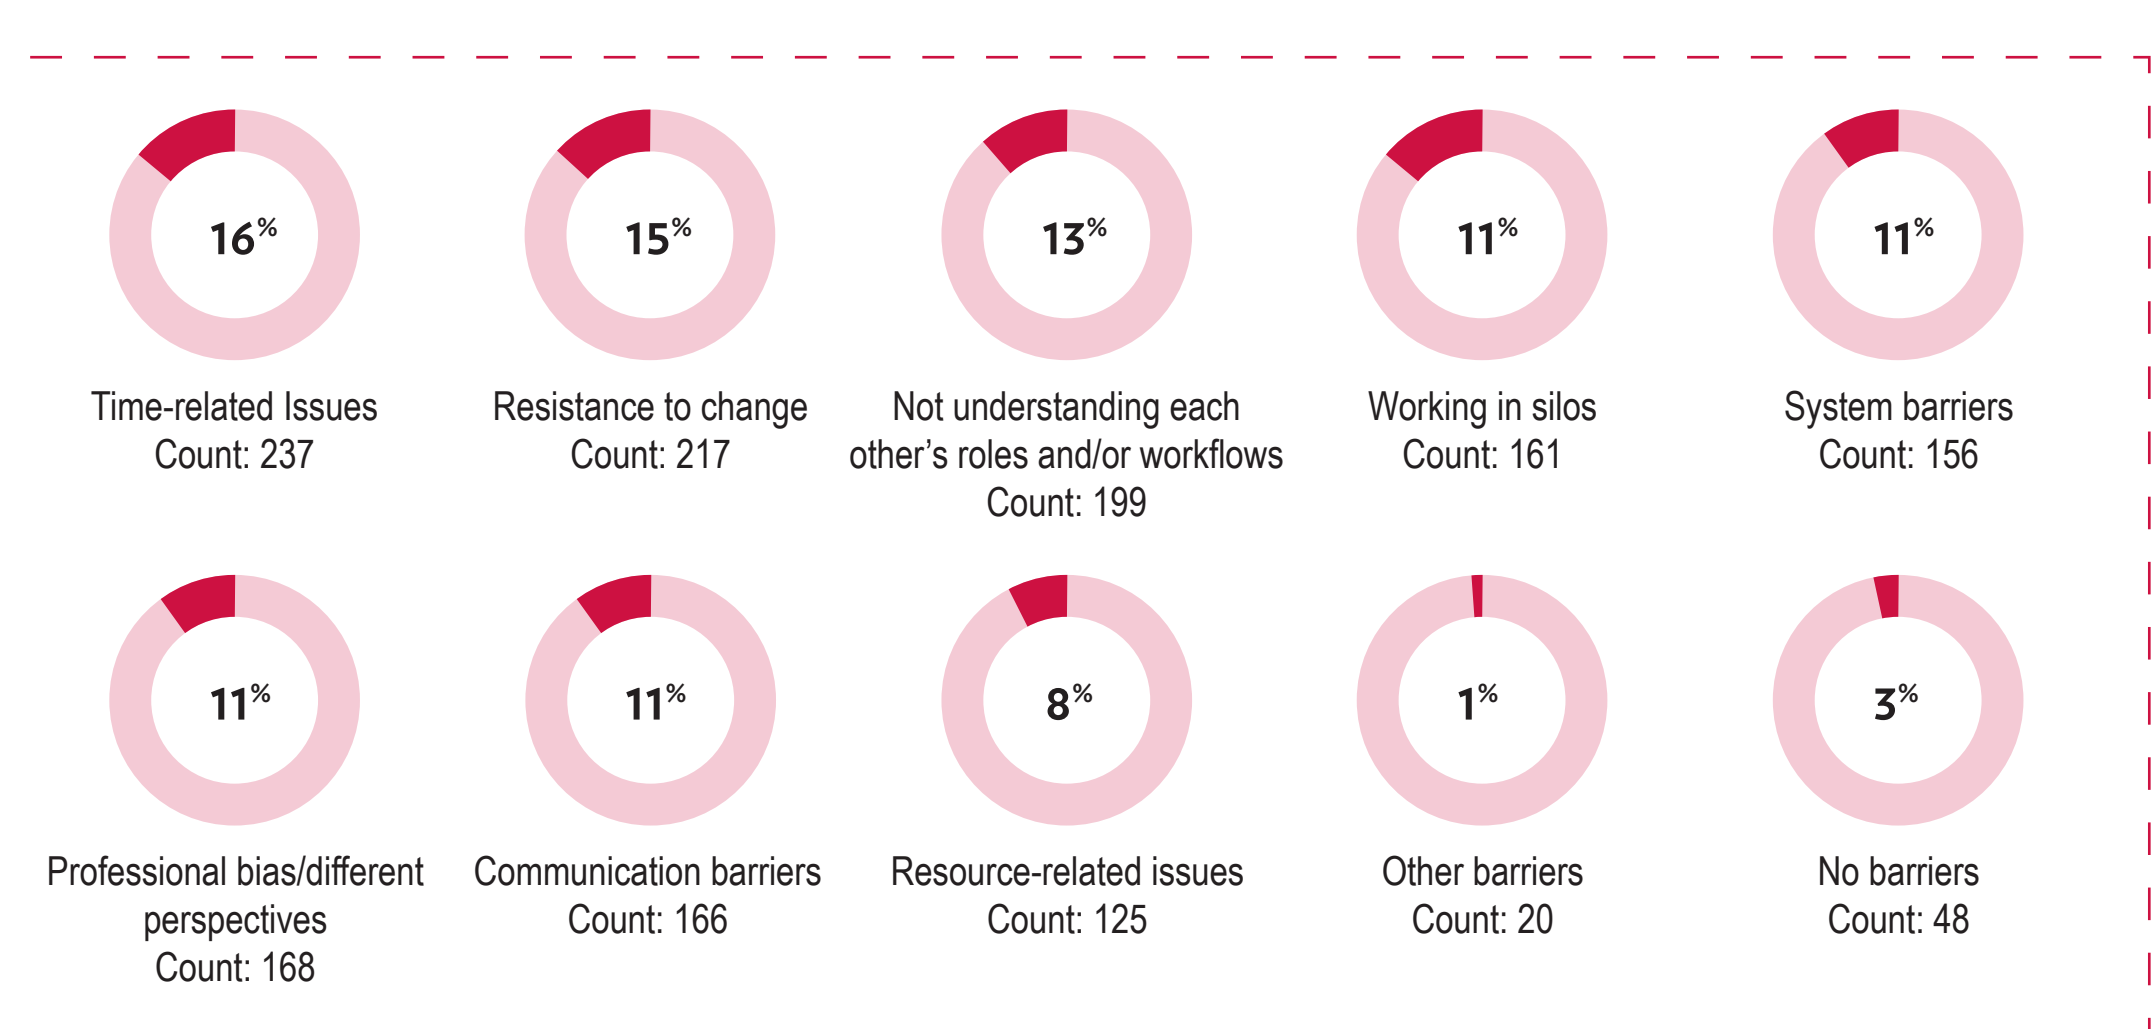 16%
Time-related Issues
Count: 237
15%
Resistance to change
Count: 217
13%
Not understanding each
other’s roles and/or workflows
Count: 199
11%
Working in silos
Count: 161
11%
System barriers
Count: 156
11%
Professional bias/different
perspectives
Count: 168
11%
Communication barriers
Count: 166
8%
Resource-related issues
Count: 125
1%
Other barriers
Count: 20
3%
No barriers
Count: 48